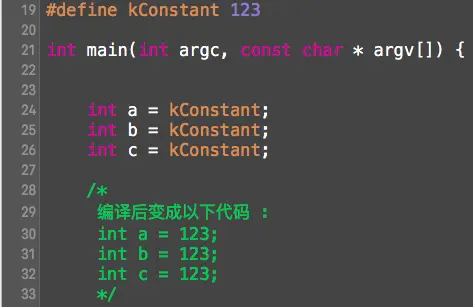 19 #define kConstant 123
20
21 int main(int argc, const char * argv[]) {
22
23
24     int a = kConstant;
25     int b = kConstant;
26     int c = kConstant;
27
28     /*
29      编译后变成以下代码 :
30      int a = 123;
31      int b = 123;
32      int c = 123;
33      */